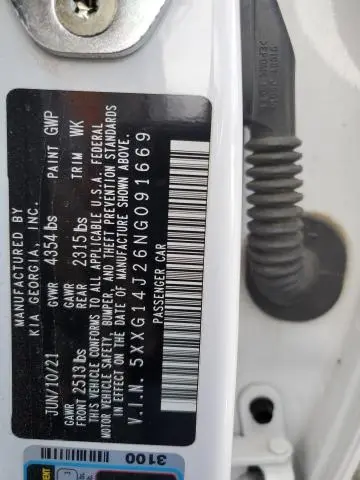 MANUFACTURED BY
KIA GEORGIA, INC.
JUN/10/21 GVWR 4354 lbs PAINT GWP
GAWR FRONT 2513 lbs GAWR REAR 2315 lbs TRIM WK
THIS VEHICLE CONFORMS TO ALL APPLICABLE U.S.A. FEDERAL
MOTOR VEHICLE SAFETY, BUMPER, AND THEFT PREVENTION STANDARDS
IN EFFECT ON THE DATE OF MANUFACTURE SHOWN ABOVE.
V.I.N. 5XXG14J26NG091669
PASSENGER CAR
3100